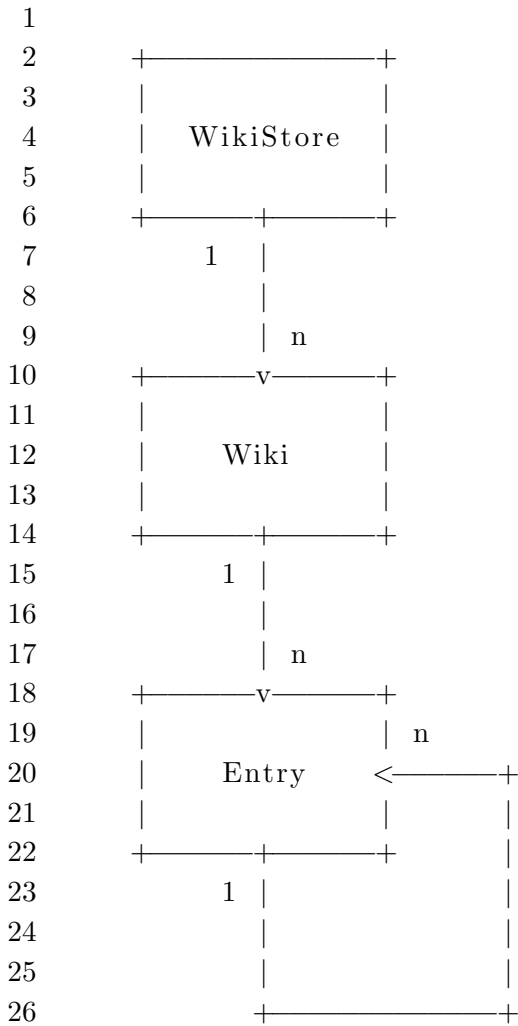 1
2 +——————————+
3 | |
4 | WikiStore |
5 | |
6 +—————+—————+
7 1 |
8 |
9 | n
10 +—————v—————+
11 | |
12 | Wiki |
13 | |
14 +—————+—————+
15 1 |
16 |
17 | n
18 +—————v—————+
19 | | n
20 | Entry <—————+
21 | | |
22 +—————+—————+ |
23 1 | |
24 | |
25 | |
26 +——————————+